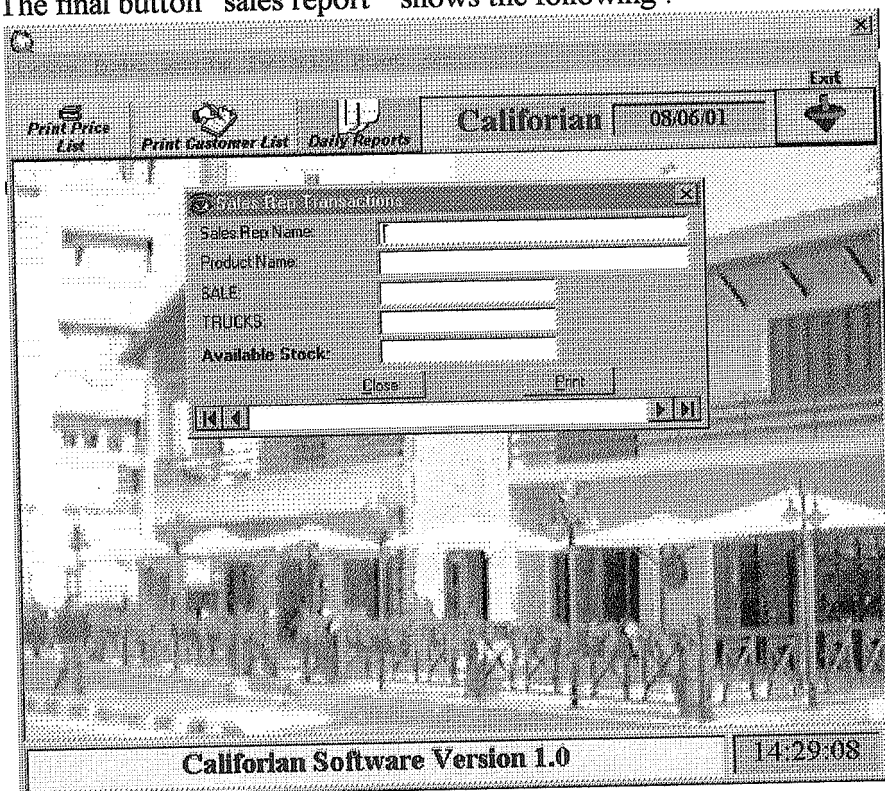 The final button "sales report" shows the following :
Exit
Print Price List
Print Customer List
Daily Reports
Califorian
08/06/01
Sales Rep Transactions
Sales Rep Name:
Product Name:
SALE:
TRUCKS:
Available Stock:
Close
Print
Califorian Software Version 1.0
14:29:08